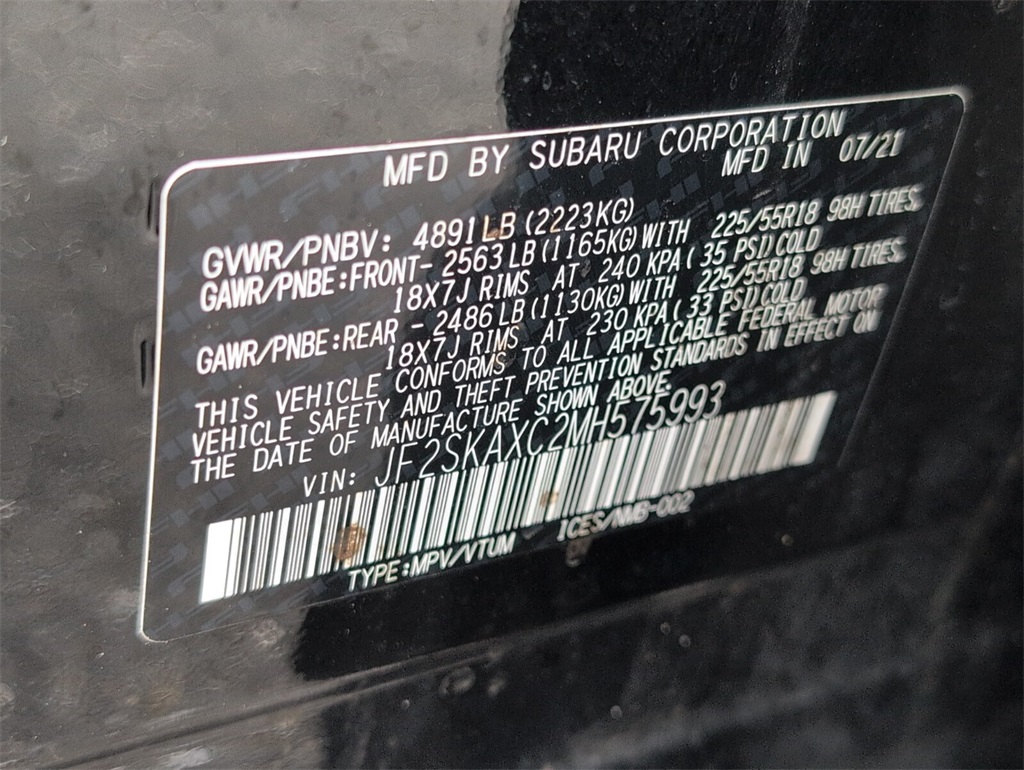 MFD BY SUBARU CORPORATION
MFD IN 07/21
GVWR/PNBV: 4891LB(2223KG)
GAWR/PNBE:FRONT- 2563LB(1165KG)WITH 225/55R18 98H TIRES,
18X7J RIMS AT 240 KPA( 35 PSI)COLD
GAWR/PNBE:REAR - 2486LB(1130KG)WITH 225/55R18 98H TIRES,
18X7J RIMS AT 230 KPA( 33 PSI)COLD
THIS VEHICLE CONFORMS TO ALL APPLICABLE FEDERAL MOTOR
VEHICLE SAFETY AND THEFT PREVENTION STANDARDS IN EFFECT ON
THE DATE OF MANUFACTURE SHOWN ABOVE.
VIN: JF2SKAXC2MH575993
TYPE:MPV/VTUM ICES/NMB-002